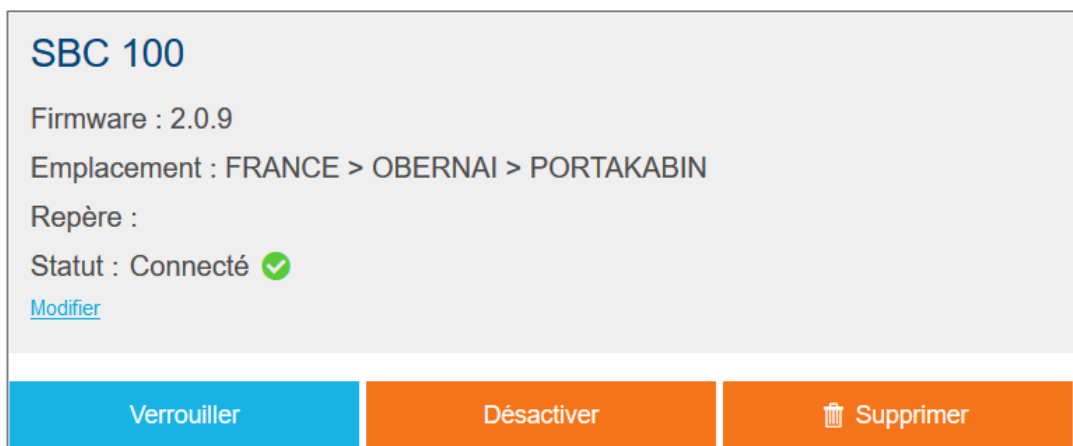 SBC 100
Firmware : 2.0.9
Emplacement : FRANCE > OBERNAI > PORTAKABIN
Repère :
Statut : Connecté
Modifier
Verrouiller
Désactiver
Supprimer